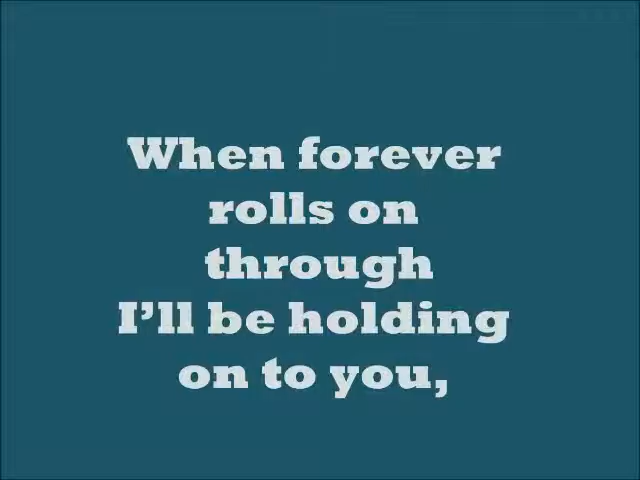 When forever
rolls on
through
I’ll be holding
on to you,